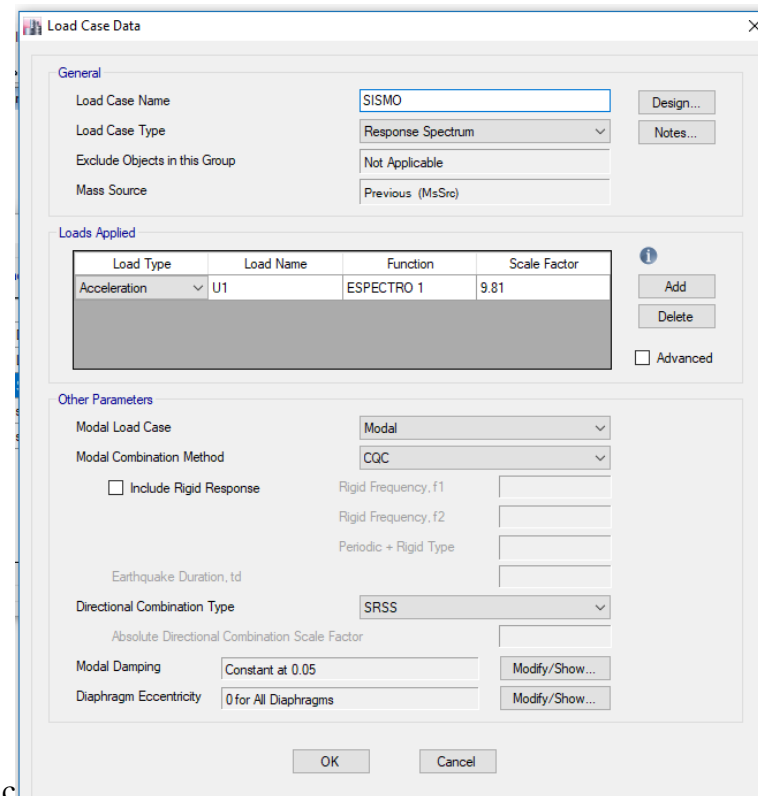 Load Case Data
General
Load Case Name SISMO Design...
Load Case Type Response Spectrum Notes...
Exclude Objects in this Group Not Applicable
Mass Source Previous (MsSrc)
Loads Applied
Load Type Load Name Function Scale Factor
Acceleration U1 ESPECTRO 1 9.81
Add
Delete
Advanced
Other Parameters
Modal Load Case Modal
Modal Combination Method CQC
Include Rigid Response Rigid Frequency, f1
Rigid Frequency, f2
Periodic + Rigid Type
Earthquake Duration, td
Directional Combination Type SRSS
Absolute Directional Combination Scale Factor
Modal Damping Constant at 0.05 Modify/Show...
Diaphragm Eccentricity 0 for All Diaphragms Modify/Show...
OK Cancel